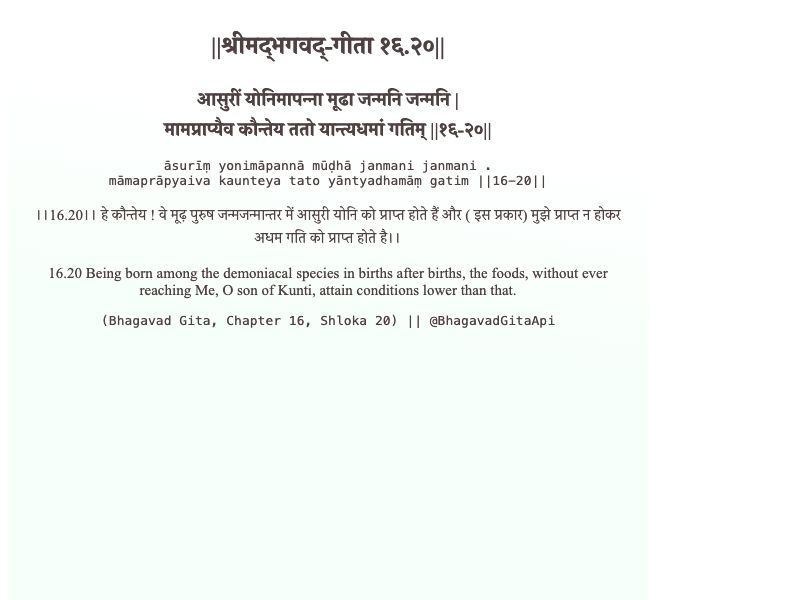 ||श्रीमद्‍भगवद्‍-गीता १६.२०||
आसुरीं योनिमापन्ना मूढा जन्मनि जन्मनि |
मामप्राप्यैव कौन्तेय ततो यान्त्यधमां गतिम् ||१६-२०||
āsurīṃ yonimāpannā mūḍhā janmani janmani .
māmaprāpyaiva kaunteya tato yāntyadhamāṃ gatim ||16-20||
।।16.20।। हे कौन्तेय ! वे मूढ़ पुरुष जन्मजन्मान्तर में आसुरी योनि को प्राप्त होते हैं और ( इस प्रकार) मुझे प्राप्त न होकर
अधम गति को प्राप्त होते है।।
16.20 Being born among the demoniacal species in births after births, the foods, without ever
reaching Me, O son of Kunti, attain conditions lower than that.
(Bhagavad Gita, Chapter 16, Shloka 20) || @BhagavadGitaApi